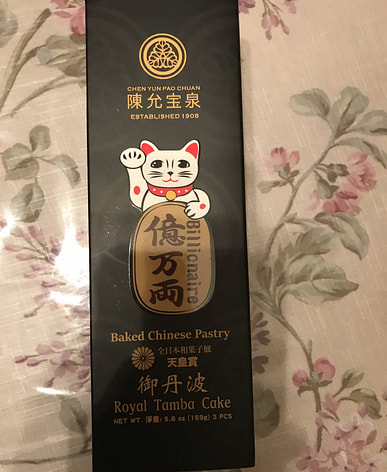 CHEN YUN PAO CHUAN
陳允宝泉
ESTABLISHED 1908
億万両
Billionaire
Baked Chinese Pastry
全日本和菓子展
天皇賞
御丹波
Royal Tamba Cake
NET WT. 淨重: 5.6 oz (159g) 3 PCS